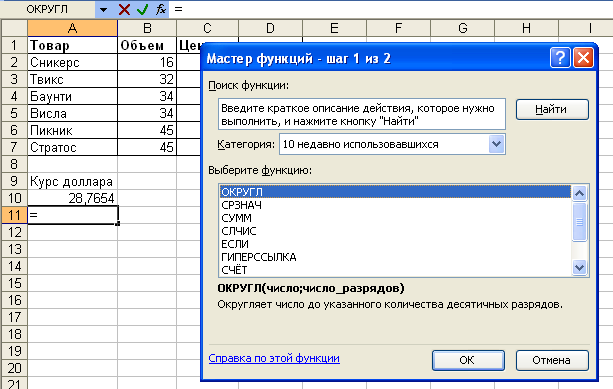 ОКРУГЛ =
A B C D E F G H I
1 Товар Объем Цен
2 Сникерс 16
3 Твикс 32
4 Баунти 34
5 Висла 34
6 Пикник 45
7 Стратос 45
8
9 Курс доллара
10 28,7654
11 =
12
13
14
15
16
17
18
19
20
21
Мастер функций - шаг 1 из 2
Поиск функции:
Введите краткое описание действия, которое нужно
выполнить, и нажмите кнопку "Найти"
Найти
Категория: 10 недавно использовавшихся
Выберите функцию:
ОКРУГЛ
СРЗНАЧ
СУММ
СЛЧИС
ЕСЛИ
ГИПЕРССЫЛКА
СЧЁТ
ОКРУГЛ(число;число_разрядов)
Округляет число до указанного количества десятичных разрядов.
Справка по этой функции
ОК Отмена